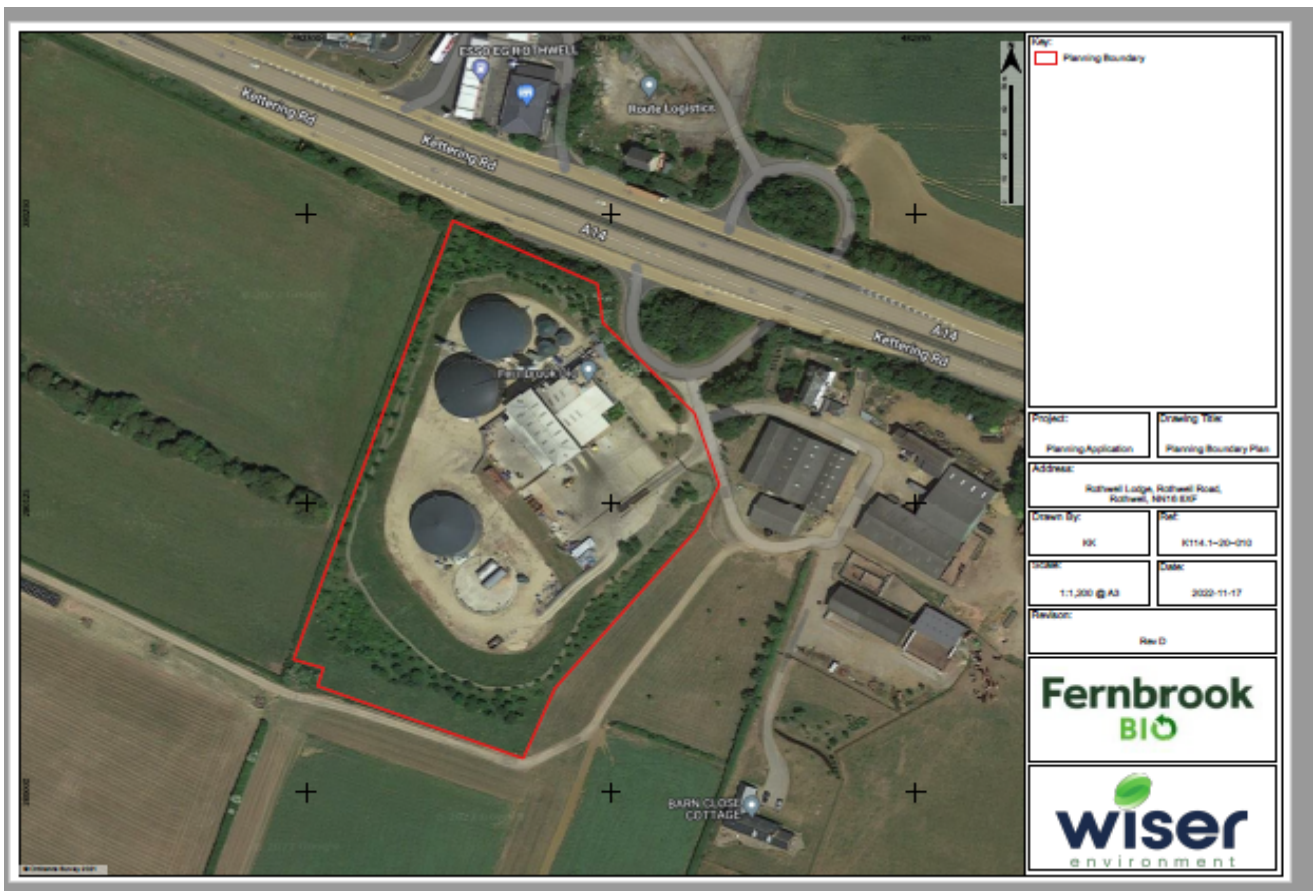 ESSO EG ROTHWELL
Route Logistics
Kettering Rd
Kettering Rd
A14
A14
Kettering Rd
BARN CLOSE
COTTAGE
Key:
Planning Boundary
Project:
Planning Application
Drawing Title:
Planning Boundary Plan
Address:
Rothwell Lodge, Rothwell Road,
Rothwell,
Drawn By:
KK
Ref:
K114.1~20~010
Scale:
1:1,200 @ A3
Date:
2022-11-17
Revision:
Rev D
Fernbrook
BIO
wiser
environment